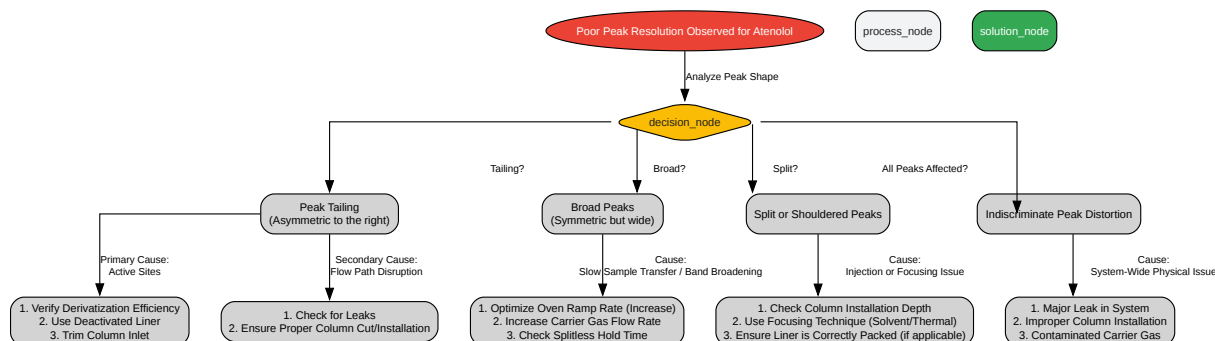 Poor Peak Resolution Observed for Atenolol
process_node
solution_node
Analyze Peak Shape
decision_node
Tailing?
Broad?
Split?
All Peaks Affected?
Peak Tailing
(Asymmetric to the right)
Broad Peaks
(Symmetric but wide)
Split or Shouldered Peaks
Indiscriminate Peak Distortion
Primary Cause:
Active Sites
Secondary Cause:
Flow Path Disruption
Cause:
Slow Sample Transfer / Band Broadening
Cause:
Injection or Focusing Issue
Cause:
System-Wide Physical Issue
1. Verify Derivatization Efficiency
2. Use Deactivated Liner
3. Trim Column Inlet
1. Check for Leaks
2. Ensure Proper Column Cut/Installation
1. Optimize Oven Ramp Rate (Increase)
2. Increase Carrier Gas Flow Rate
3. Check Splitless Hold Time
1. Check Column Installation Depth
2. Use Focusing Technique (Solvent/Thermal)
3. Ensure Liner is Correctly Packed (if applicable)
1. Major Leak in System
2. Improper Column Installation
3. Contaminated Carrier Gas